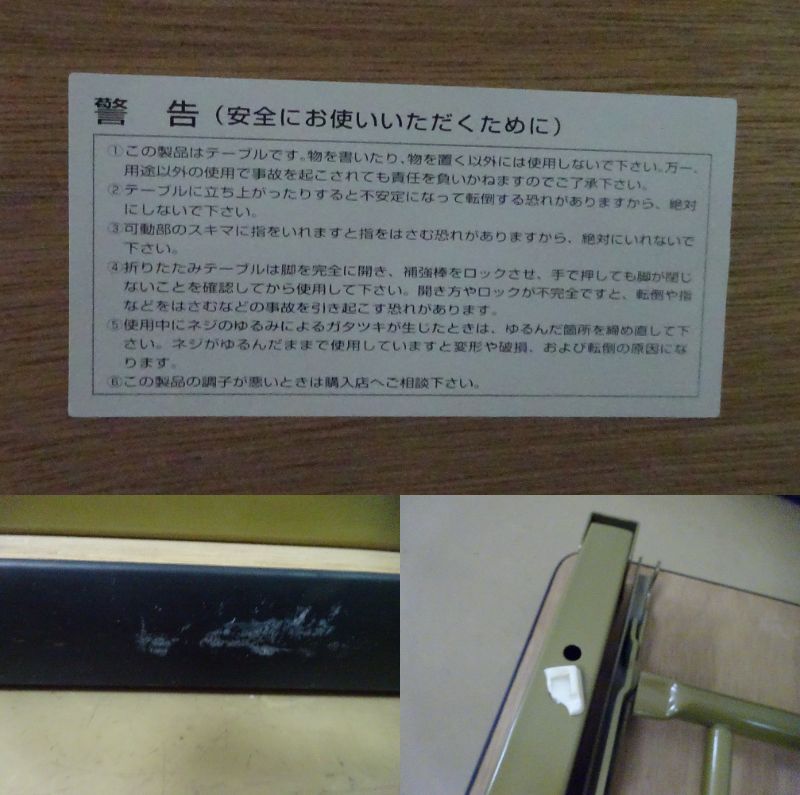 警 告（安全にお使いいただくために）
①この製品はテーブルです。物を書いたり、物を置く以外には使用しないで下さい。万一、
用途以外の使用で事故を起こされても責任を負いかねますのでご了承下さい。
②テーブルに立ち上がったりすると不安定になって転倒する恐れがありますから、絶対
にしないで下さい。
③可動部のスキマに指をいれますと指をはさむ恐れがありますから、絶対にいれないで
下さい。
④折りたたみテーブルは脚を完全に開き、補強棒をロックさせ、手で押しても脚が閉じ
ないことを確認してから使用して下さい。開き方やロックが不完全ですと、転倒や指
などをはさむなどの事故を引き起こす恐れがあります。
⑤使用中にネジのゆるみによるガタツキが生じたときは、ゆるんだ箇所を締め直して下
さい。ネジがゆるんだままで使用していますと変形や破損、および転倒の原因にな
ります。
⑥この製品の調子が悪いときは購入店へご相談下さい。